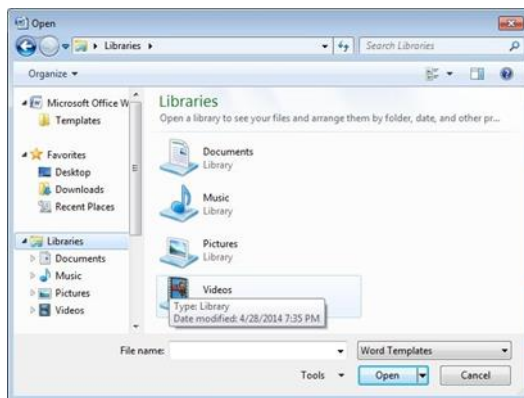 Open
Libraries
Search Libraries
Organize
Microsoft Office W
Templates
Favorites
Desktop
Downloads
Recent Places
Libraries
Documents
Music
Pictures
Videos
Libraries
Open a library to see your files and arrange them by folder, date, and other pr...
Documents
Library
Music
Library
Pictures
Library
Videos
Type: Library
Date modified: 4/28/2014 7:35 PM
File name:
Word Templates
Tools
Open
Cancel